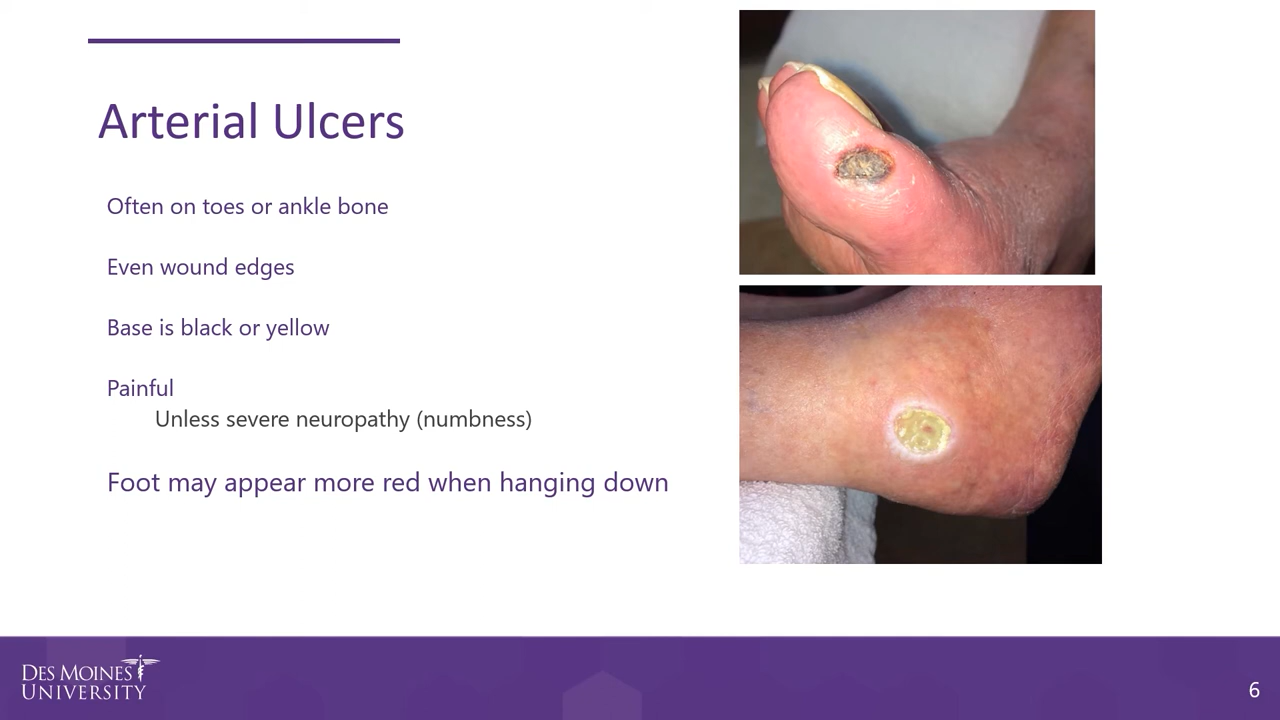 Arterial Ulcers
Often on toes or ankle bone
Even wound edges
Base is black or yellow
Painful
Unless severe neuropathy (numbness)
Foot may appear more red when hanging down
DES MOINES
UNIVERSITY
6